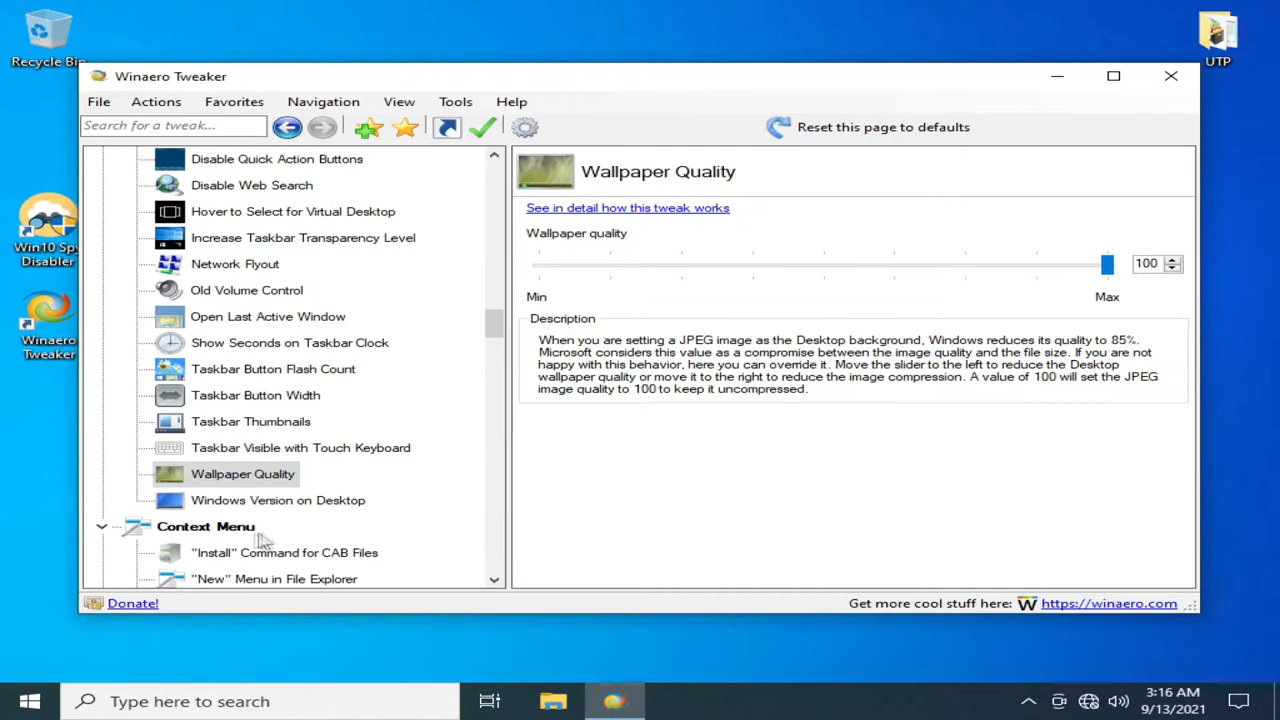 Recycle Bin
UTP
Winaero Tweaker
File Actions Favorites Navigation View Tools Help
Search for a tweak...
Reset this page to defaults
Disable Quick Action Buttons
Disable Web Search
Hover to Select for Virtual Desktop
Increase Taskbar Transparency Level
Network Flyout
Old Volume Control
Open Last Active Window
Show Seconds on Taskbar Clock
Taskbar Button Flash Count
Taskbar Button Width
Taskbar Thumbnails
Taskbar Visible with Touch Keyboard
Wallpaper Quality
Windows Version on Desktop
Context Menu
"Install" Command for CAB Files
"New" Menu in File Explorer
Wallpaper Quality
See in detail how this tweak works
Wallpaper quality
100
Min Max
Description
When you are setting a JPEG image as the Desktop background, Windows reduces its quality to 85%.
Microsoft considers this value as a compromise between the image quality and the file size. If you are not
happy with this behavior, here you can override it. Move the slider to the left to reduce the Desktop
wallpaper quality or move it to the right to reduce the image compression. A value of 100 will set the JPEG
image quality to 100 to keep it uncompressed.
Win10 Spy
Disabler
Winaero
Tweaker
Donate!
Get more cool stuff here: W https://winaero.com
Type here to search
3:16 AM
9/13/2021